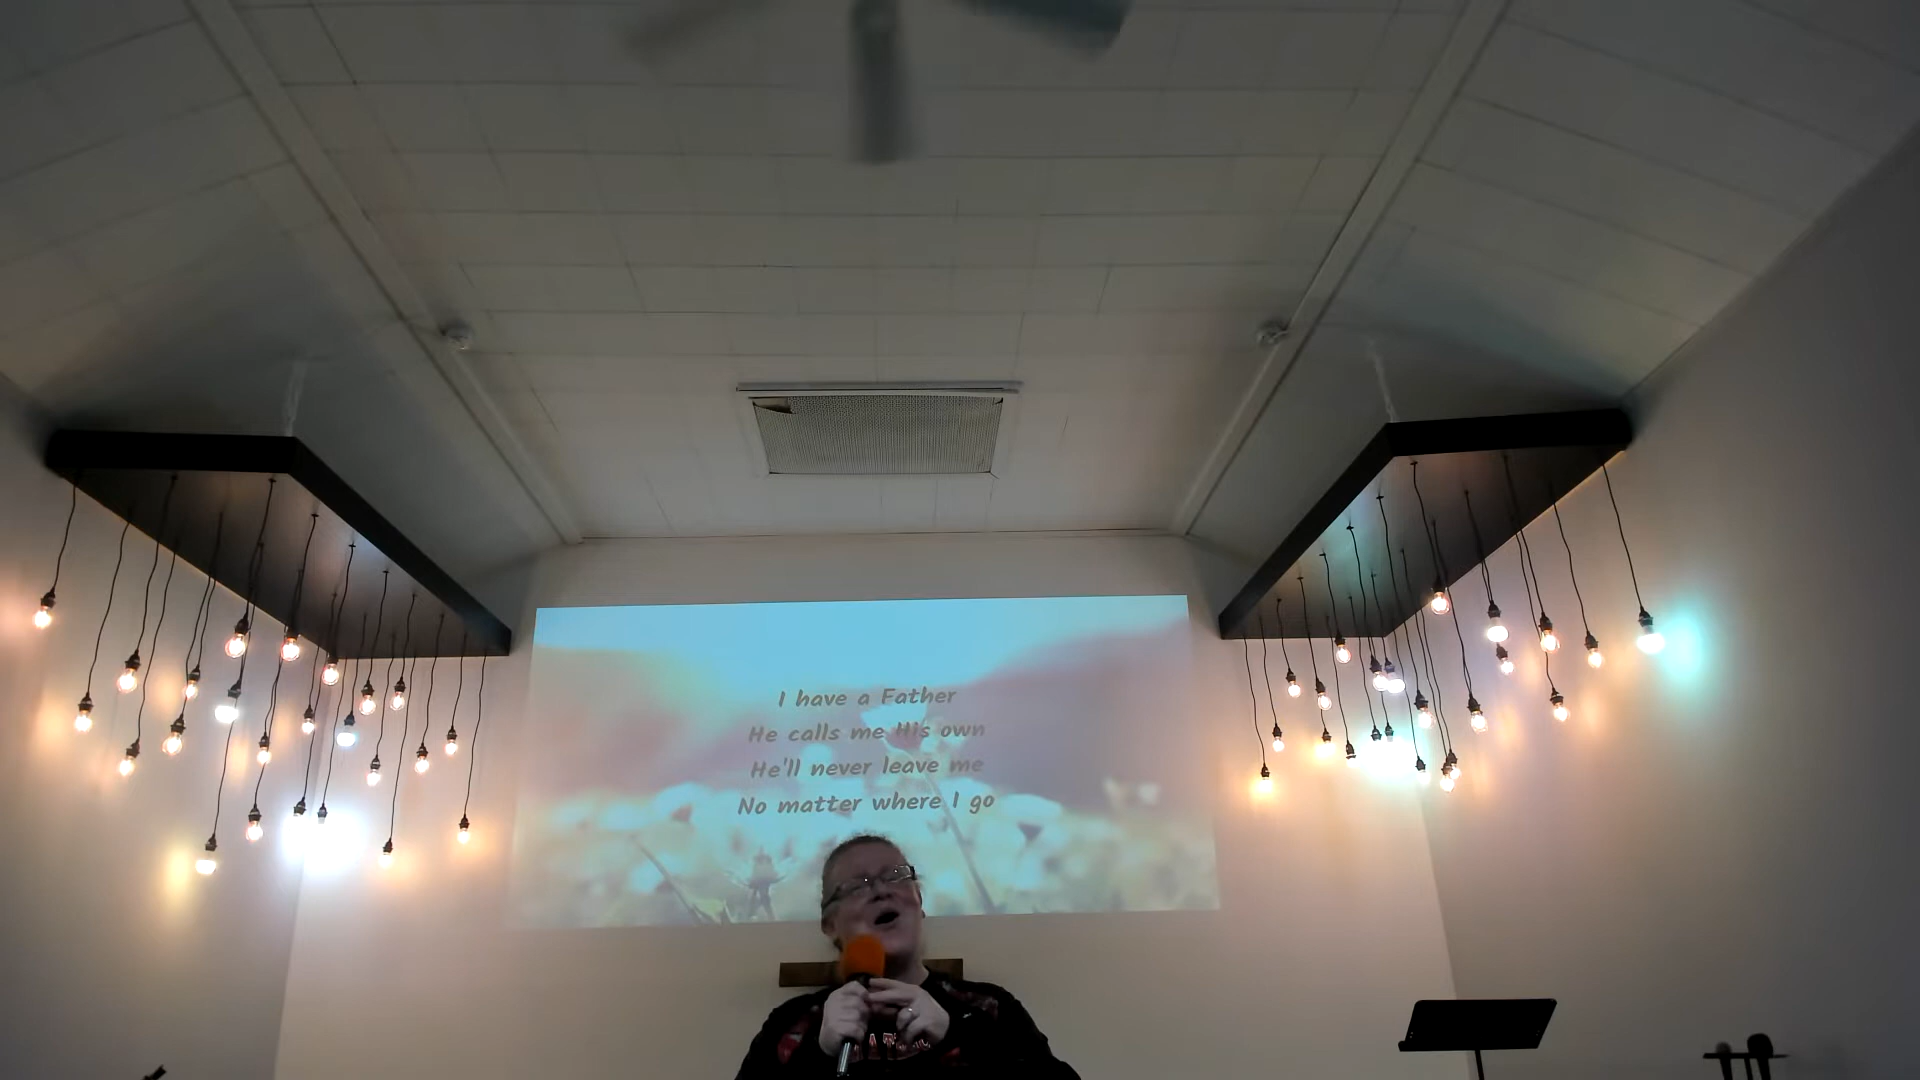 I have a Father
He calls me His own
He'll never leave me
No matter where I go